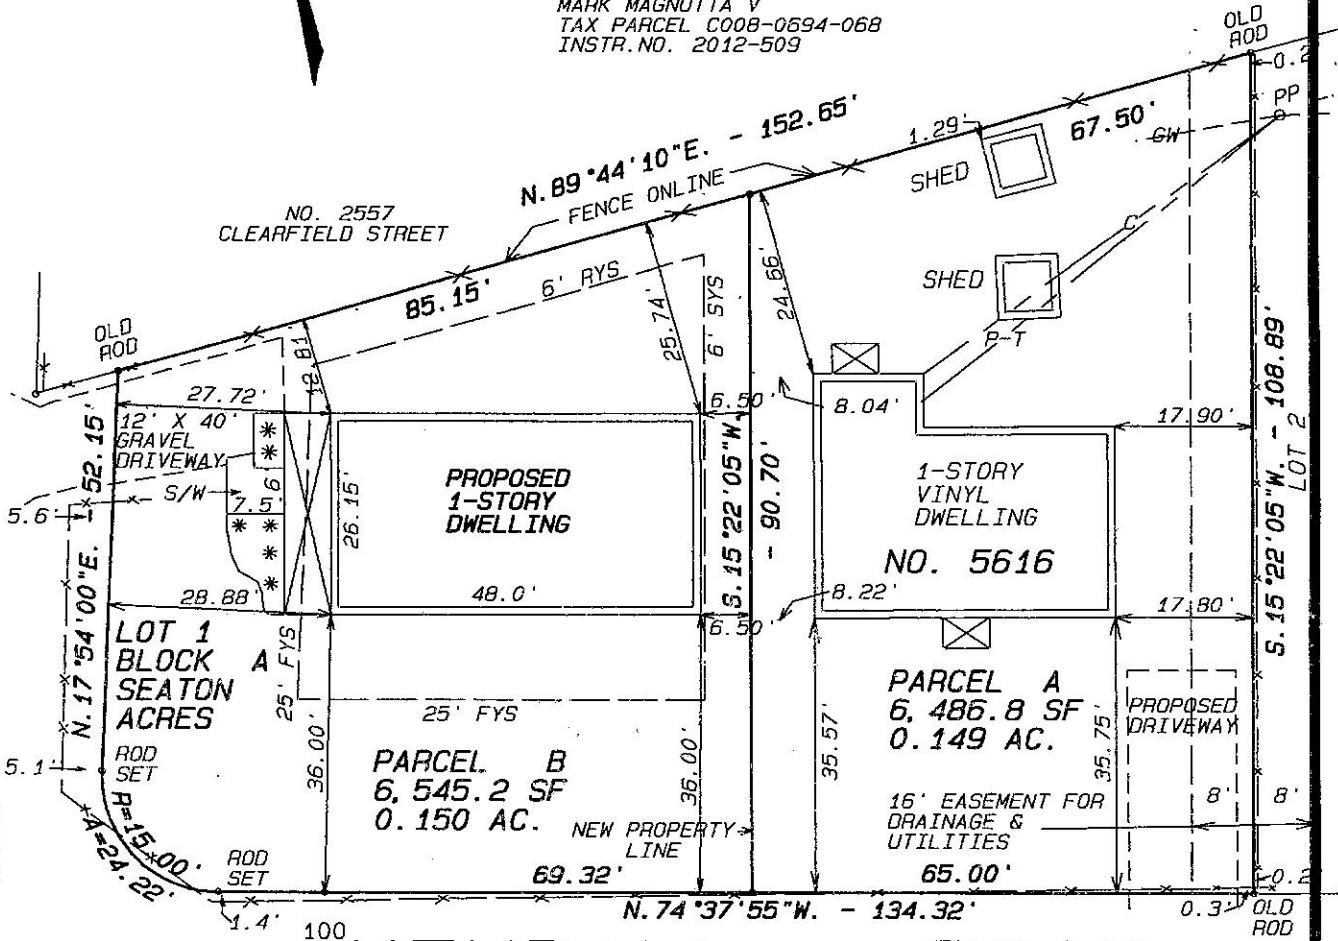 MARK MAGNOTTA V
TAX PARCEL C008-0694-068
INSTR.NO. 2012-509
OLD
ROD
0.2
PP
GW
67.50'
1.29'
SHED
N.89°44'10"E. - 152.65'
FENCE ONLINE
NO. 2557
CLEARFIELD STREET
6' RYS
85.15'
25.74'
6' SYS
24.66'
SHED
C
P-T
OLD
ROD
12.81
27.72'
12' X 40'
GRAVEL
DRIVEWAY
S/W
6'
7.5'
5.6'
N.17°54'00"E. - 52.15'
26.15'
PROPOSED
1-STORY
DWELLING
48.0'
6.50'
S.15°22'05"W.
- 90.70'
6.50'
8.04'
1-STORY
VINYL
DWELLING
NO. 5616
8.22'
17.90'
17.80'
S.15°22'05"W. - 108.89'
LOT 2
28.88'
LOT 1
BLOCK A
SEATON
ACRES
25' FYS
25' FYS
36.00'
36.00'
PARCEL B
6,545.2 SF
0.150 AC.
NEW PROPERTY
LINE
35.57'
35.75'
PARCEL A
6,486.8 SF
0.149 AC.
PROPOSED
DRIVEWAY
16' EASEMENT FOR
DRAINAGE &
UTILITIES
8'
8'
5.1'
ROD
SET
R=15.00'
A=24.22'
ROD
SET
1.4'
69.32'
65.00'
N.74°37'55"W. - 134.32'
0.2
0.3'
OLD
ROD
100